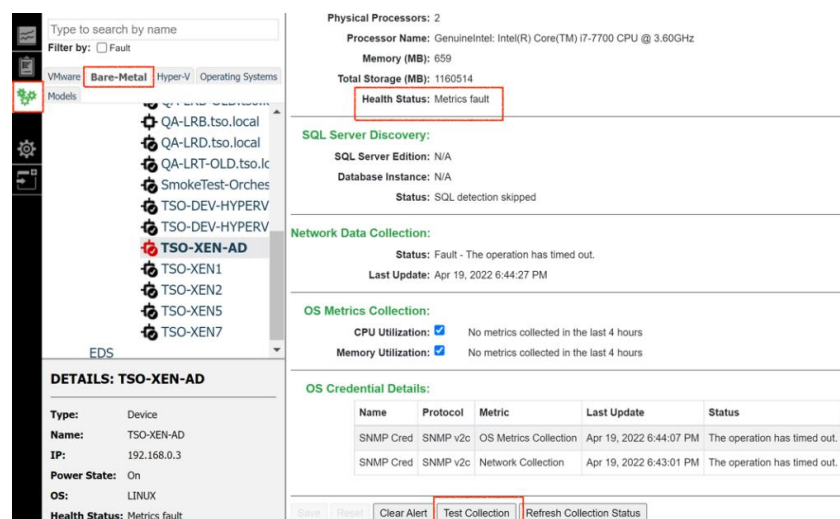 Type to search by name
Filter by: Fault
VMware Bare-Metal Hyper-V Operating Systems
Models
QA-LRB.tso.local
QA-LRD.tso.local
QA-LRT-OLD.tso.lc
SmokeTest-Orches
TSO-DEV-HYPERV
TSO-DEV-HYPERV
TSO-XEN-AD
TSO-XEN1
TSO-XEN2
TSO-XEN5
TSO-XEN7
EDS
DETAILS: TSO-XEN-AD
Type: Device
Name: TSO-XEN-AD
IP: 192.168.0.3
Power State: On
OS: LINUX
Health Status: Metrics fault
Physical Processors: 2
Processor Name: GenuineIntel: Intel(R) Core(TM) i7-7700 CPU @ 3.60GHz
Memory (MB): 659
Total Storage (MB): 1160514
Health Status: Metrics fault
SQL Server Discovery:
SQL Server Edition: N/A
Database Instance: N/A
Status: SQL detection skipped
Network Data Collection:
Status: Fault - The operation has timed out.
Last Update: Apr 19, 2022 6:44:27 PM
OS Metrics Collection:
CPU Utilization: No metrics collected in the last 4 hours
Memory Utilization: No metrics collected in the last 4 hours
OS Credential Details:
Name Protocol Metric Last Update Status
SNMP Cred SNMP v2c OS Metrics Collection Apr 19, 2022 6:44:07 PM The operation has timed out.
SNMP Cred SNMP v2c Network Collection Apr 19, 2022 6:43:01 PM The operation has timed out.
Save Reset Clear Alert Test Collection Refresh Collection Status